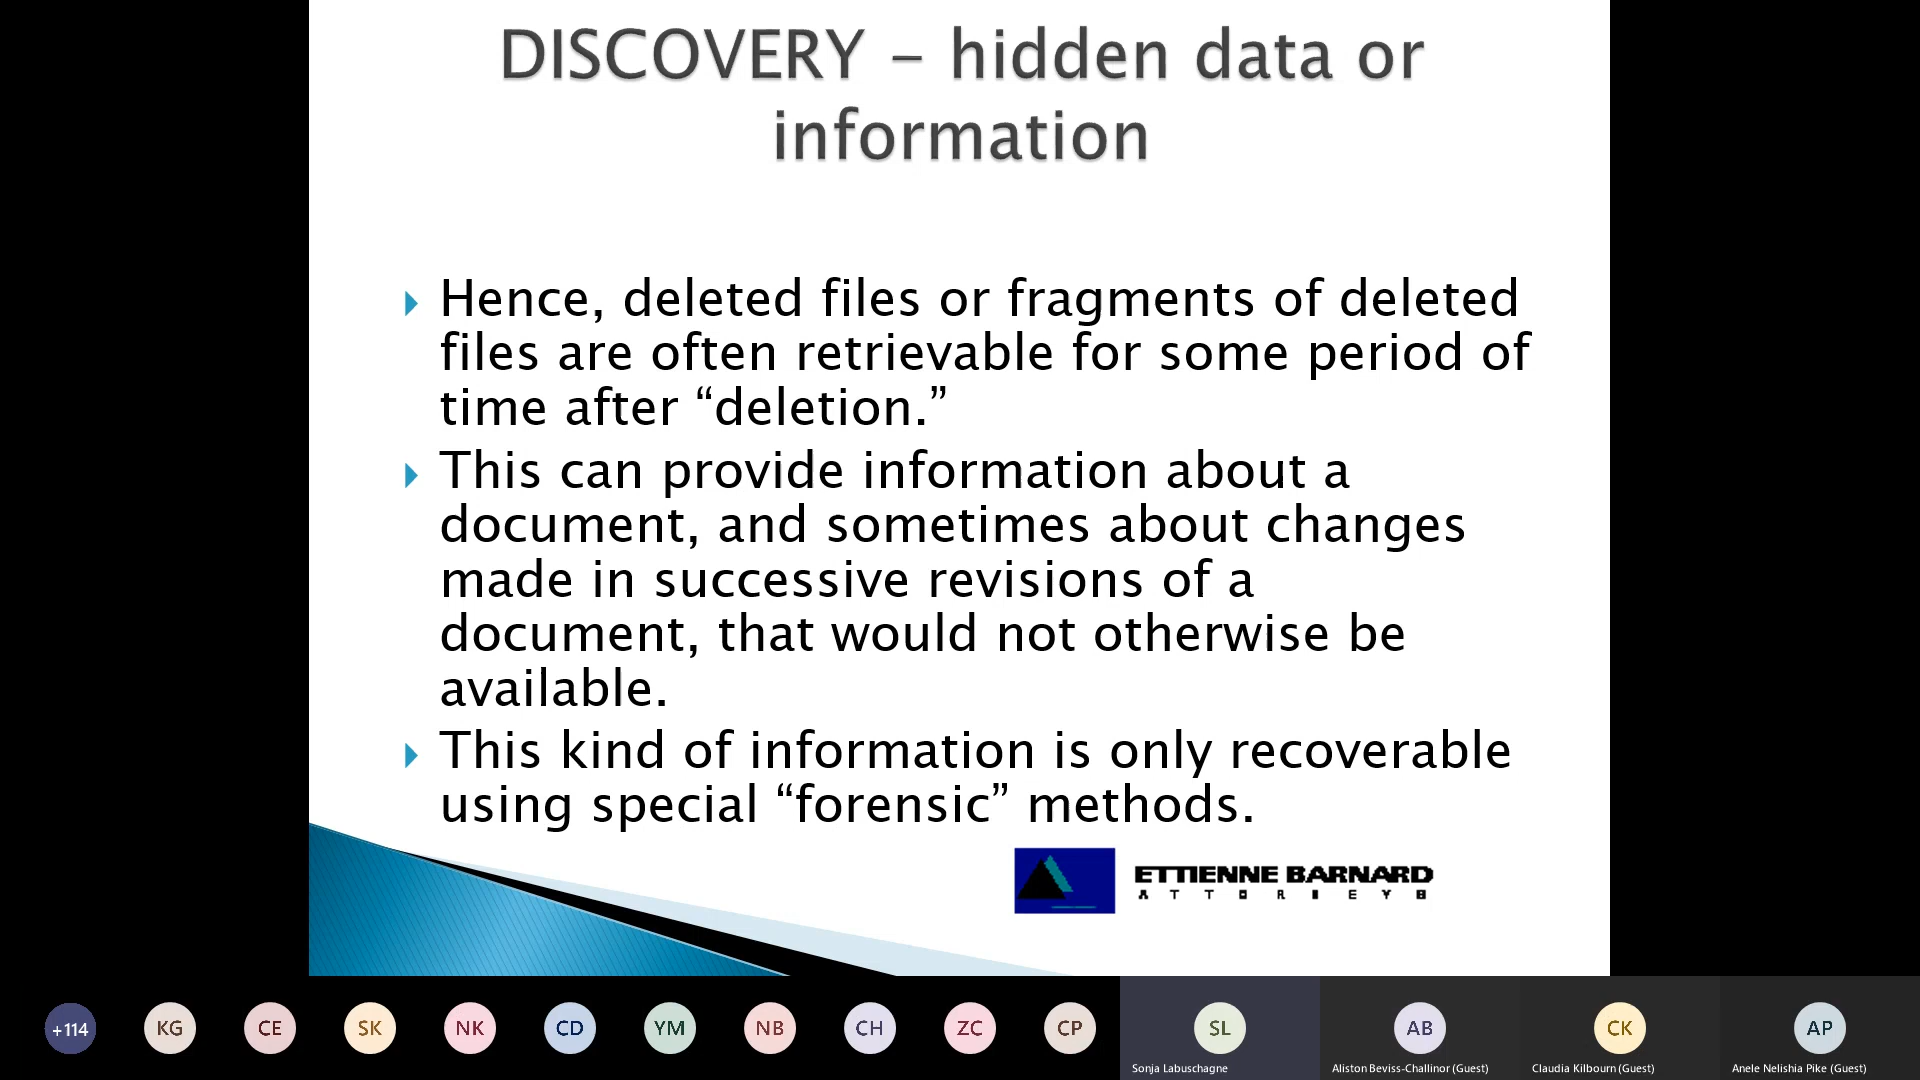 DISCOVERY – hidden data or
information
Hence, deleted files or fragments of deleted
files are often retrievable for some period of
time after “deletion.”
This can provide information about a
document, and sometimes about changes
made in successive revisions of a
document, that would not otherwise be
available.
This kind of information is only recoverable
using special “forensic” methods.
ETTIENNE BARNARD
ATTORNEYS
+114 KG CE SK NK CD YM NB CH ZC CP SL AB CK AP
Sonja Labuschagne Aliston Beviss-Challinor (Guest) Claudia Kilbourn (Guest) Anele Nelishia Pike (Guest)